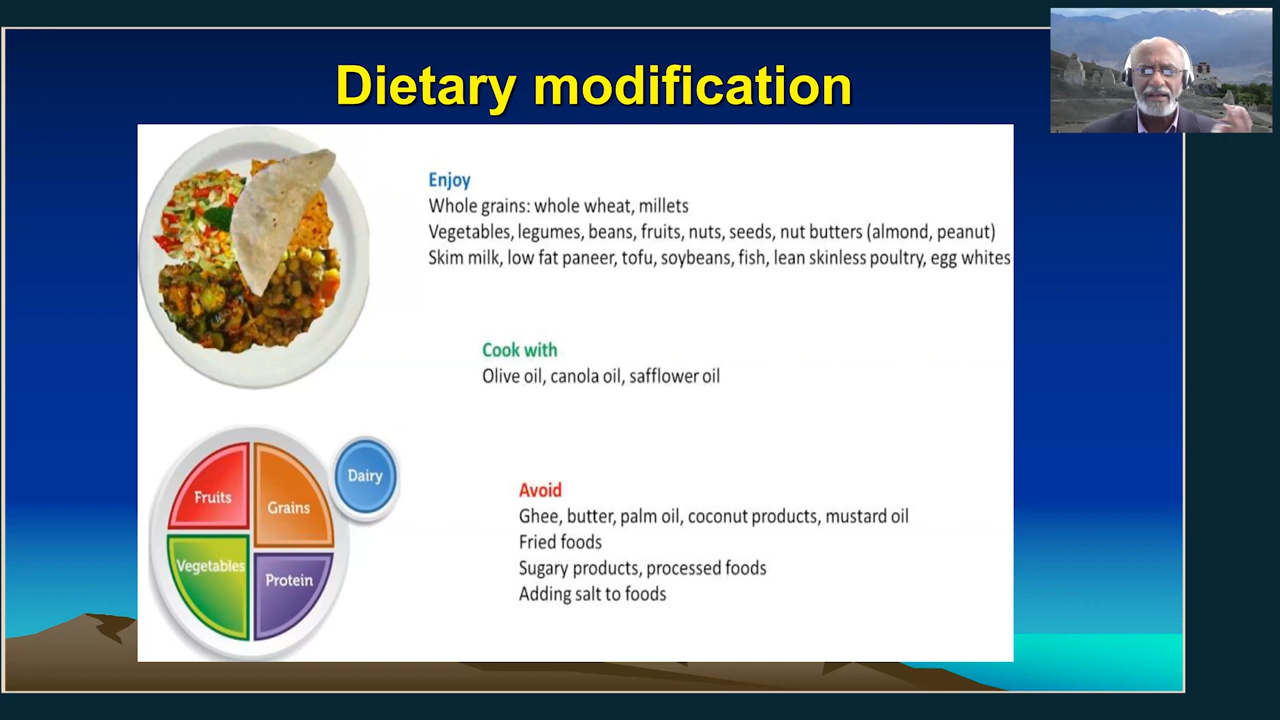 Dietary modification
Enjoy
Whole grains: whole wheat, millets
Vegetables, legumes, beans, fruits, nuts, seeds, nut butters (almond, peanut)
Skim milk, low fat paneer, tofu, soybeans, fish, lean skinless poultry, egg whites
Cook with
Olive oil, canola oil, safflower oil
Fruits
Grains
Dairy
Vegetables
Protein
Avoid
Ghee, butter, palm oil, coconut products, mustard oil
Fried foods
Sugary products, processed foods
Adding salt to foods